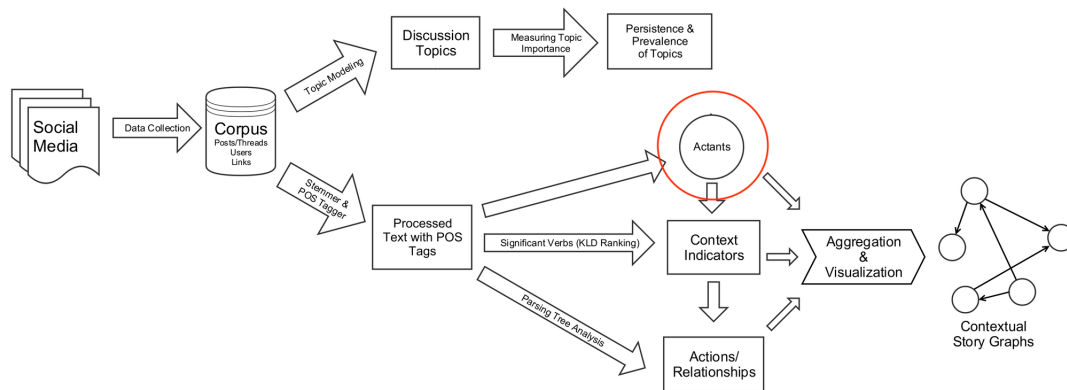 Social
Media
Data Collection
Corpus
Posts/Threads
Users
Links
Topic Modeling
Discussion
Topics
Measuring Topic
Importance
Persistence &
Prevalence
of Topics
Stemmer &
POS Tagger
Processed
Text with POS
Tags
Actants
Significant Verbs (KLD Ranking)
Context
Indicators
Parsing Tree Analysis
Actions/
Relationships
Aggregation
&
Visualization
Contextual
Story Graphs